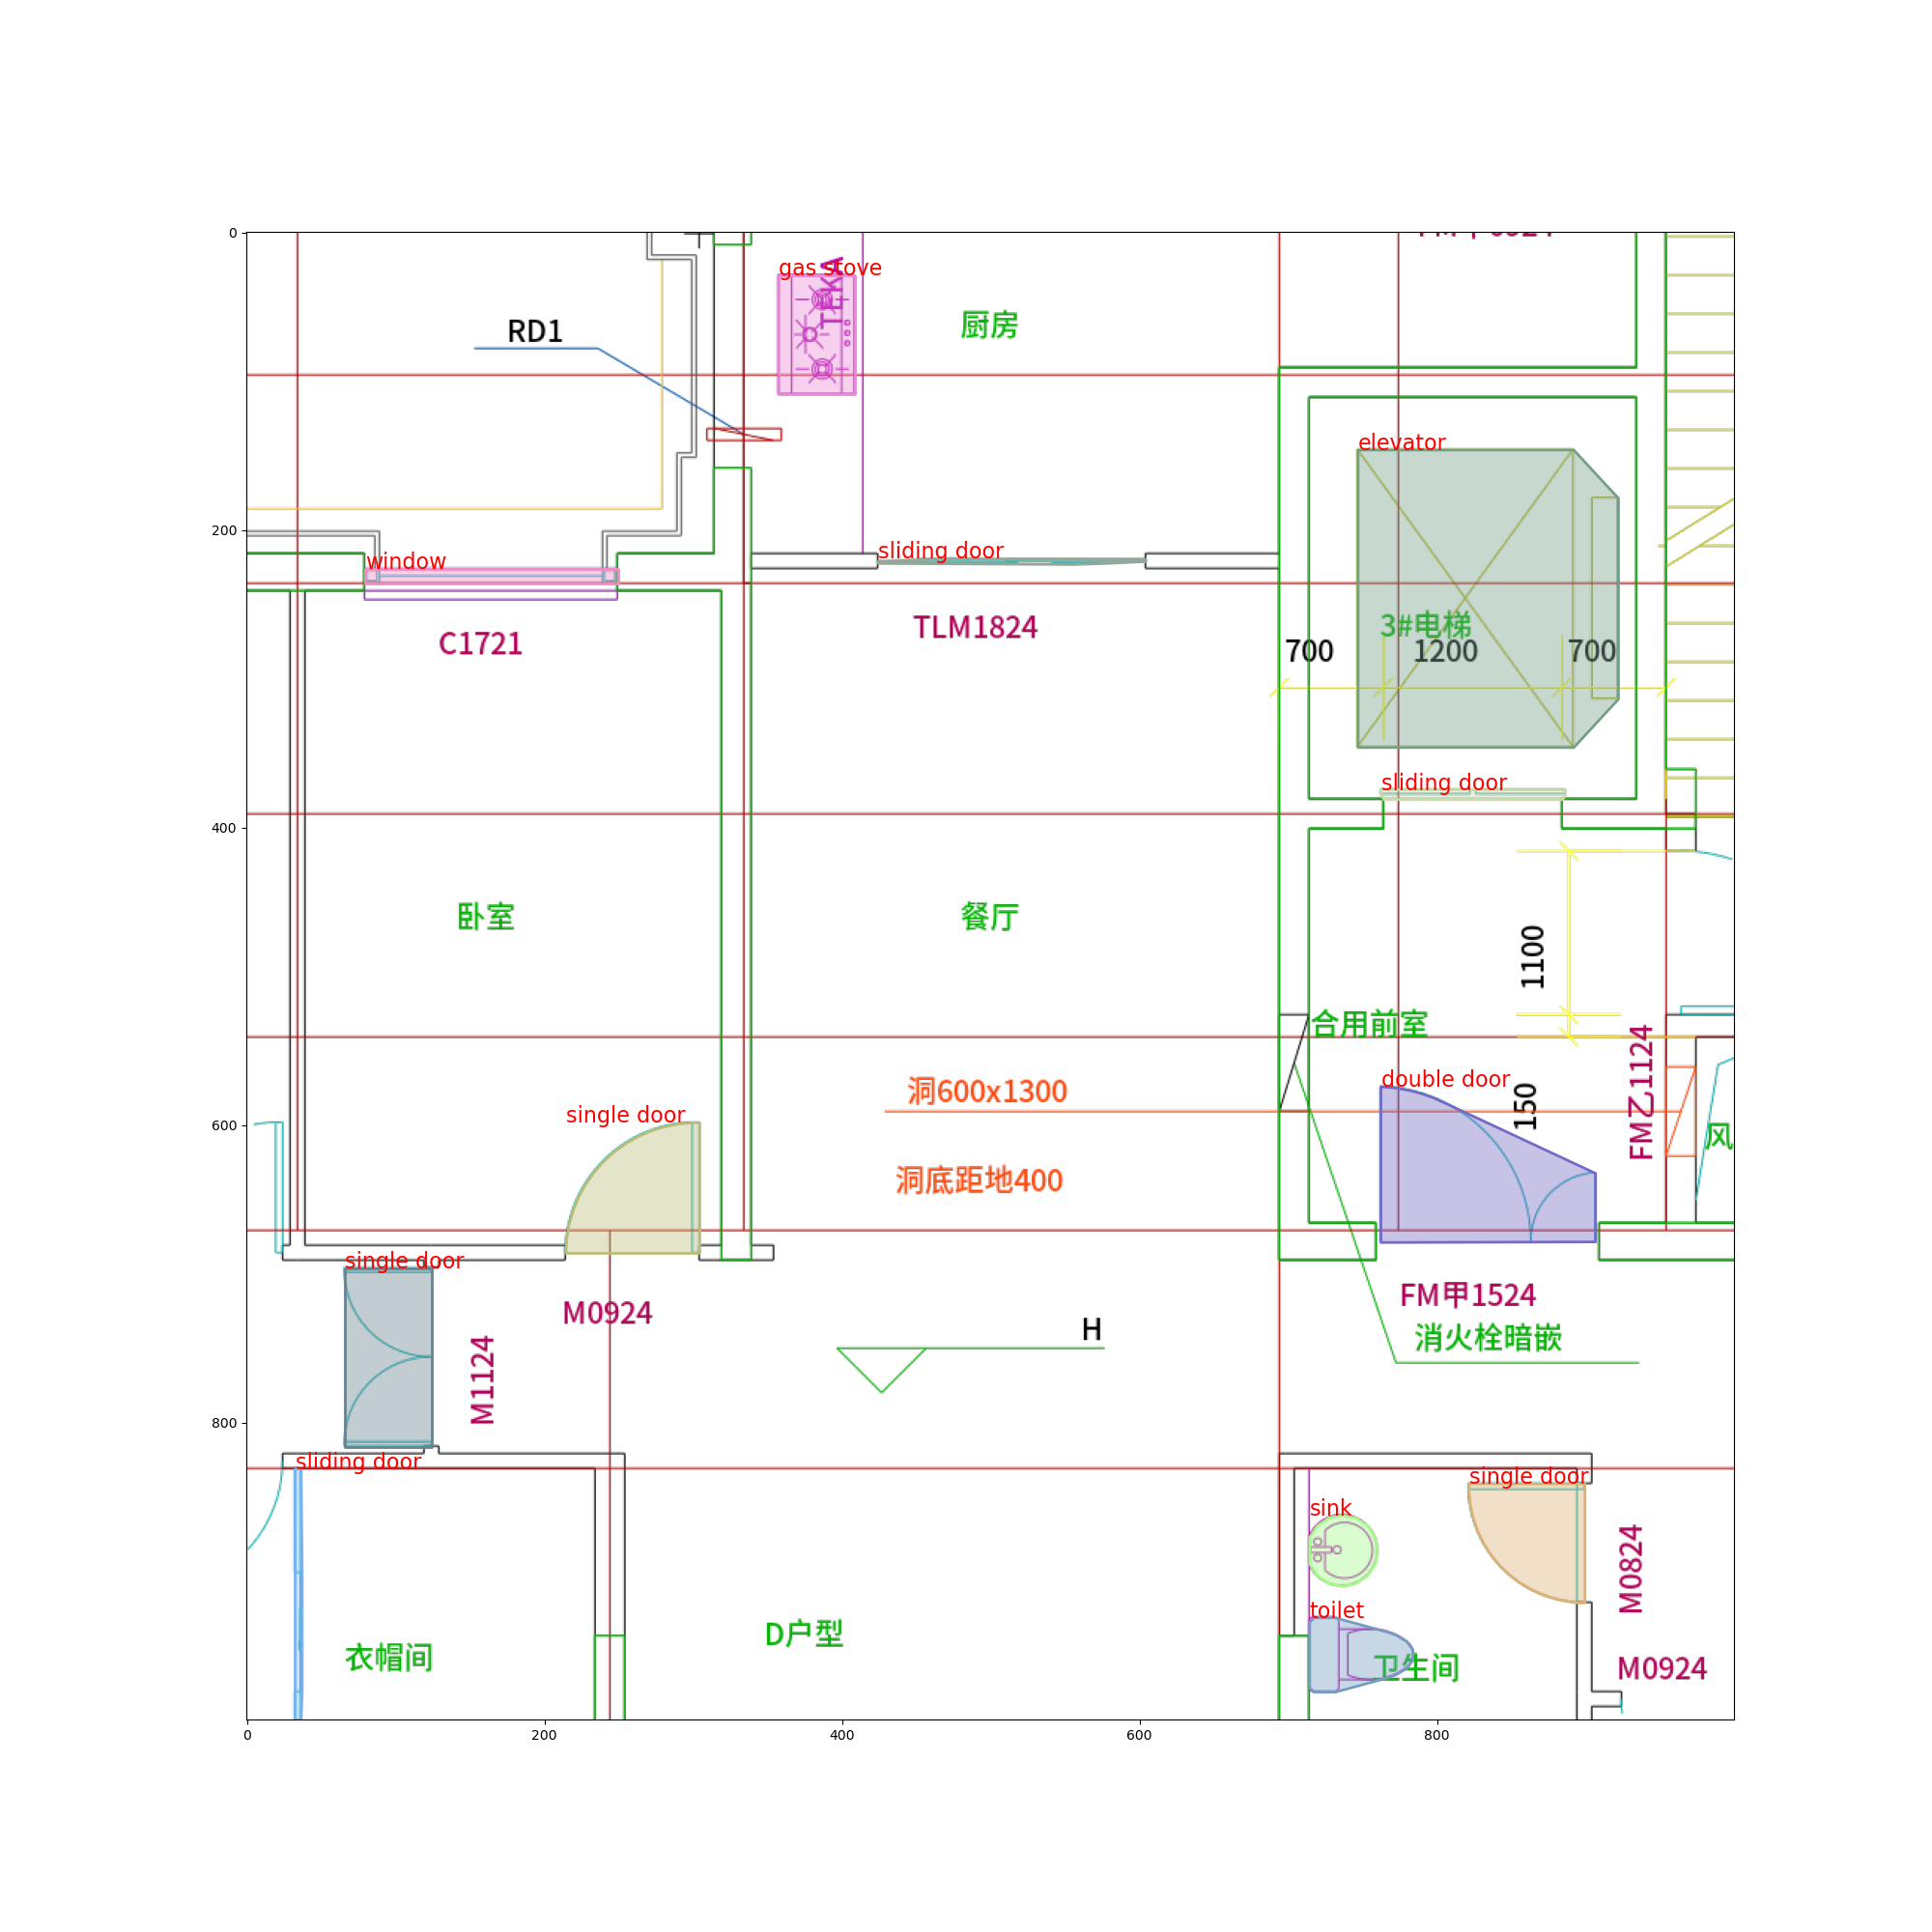 0
200
400
600
800
0
200
400
600
800
gas stove
TLKA
厨房
RD1
elevator
sliding door
window
TLM1824
C1721
3#电梯
700
1200
700
sliding door
卧室
餐厅
1100
合用前室
FM乙1124
double door
150
洞600x1300
single door
风
洞底距地400
single door
M0924
FM甲1524
消火栓暗嵌
H
M1124
sliding door
single door
sink
M0824
toilet
D户型
衣帽间
卫生间
M0924